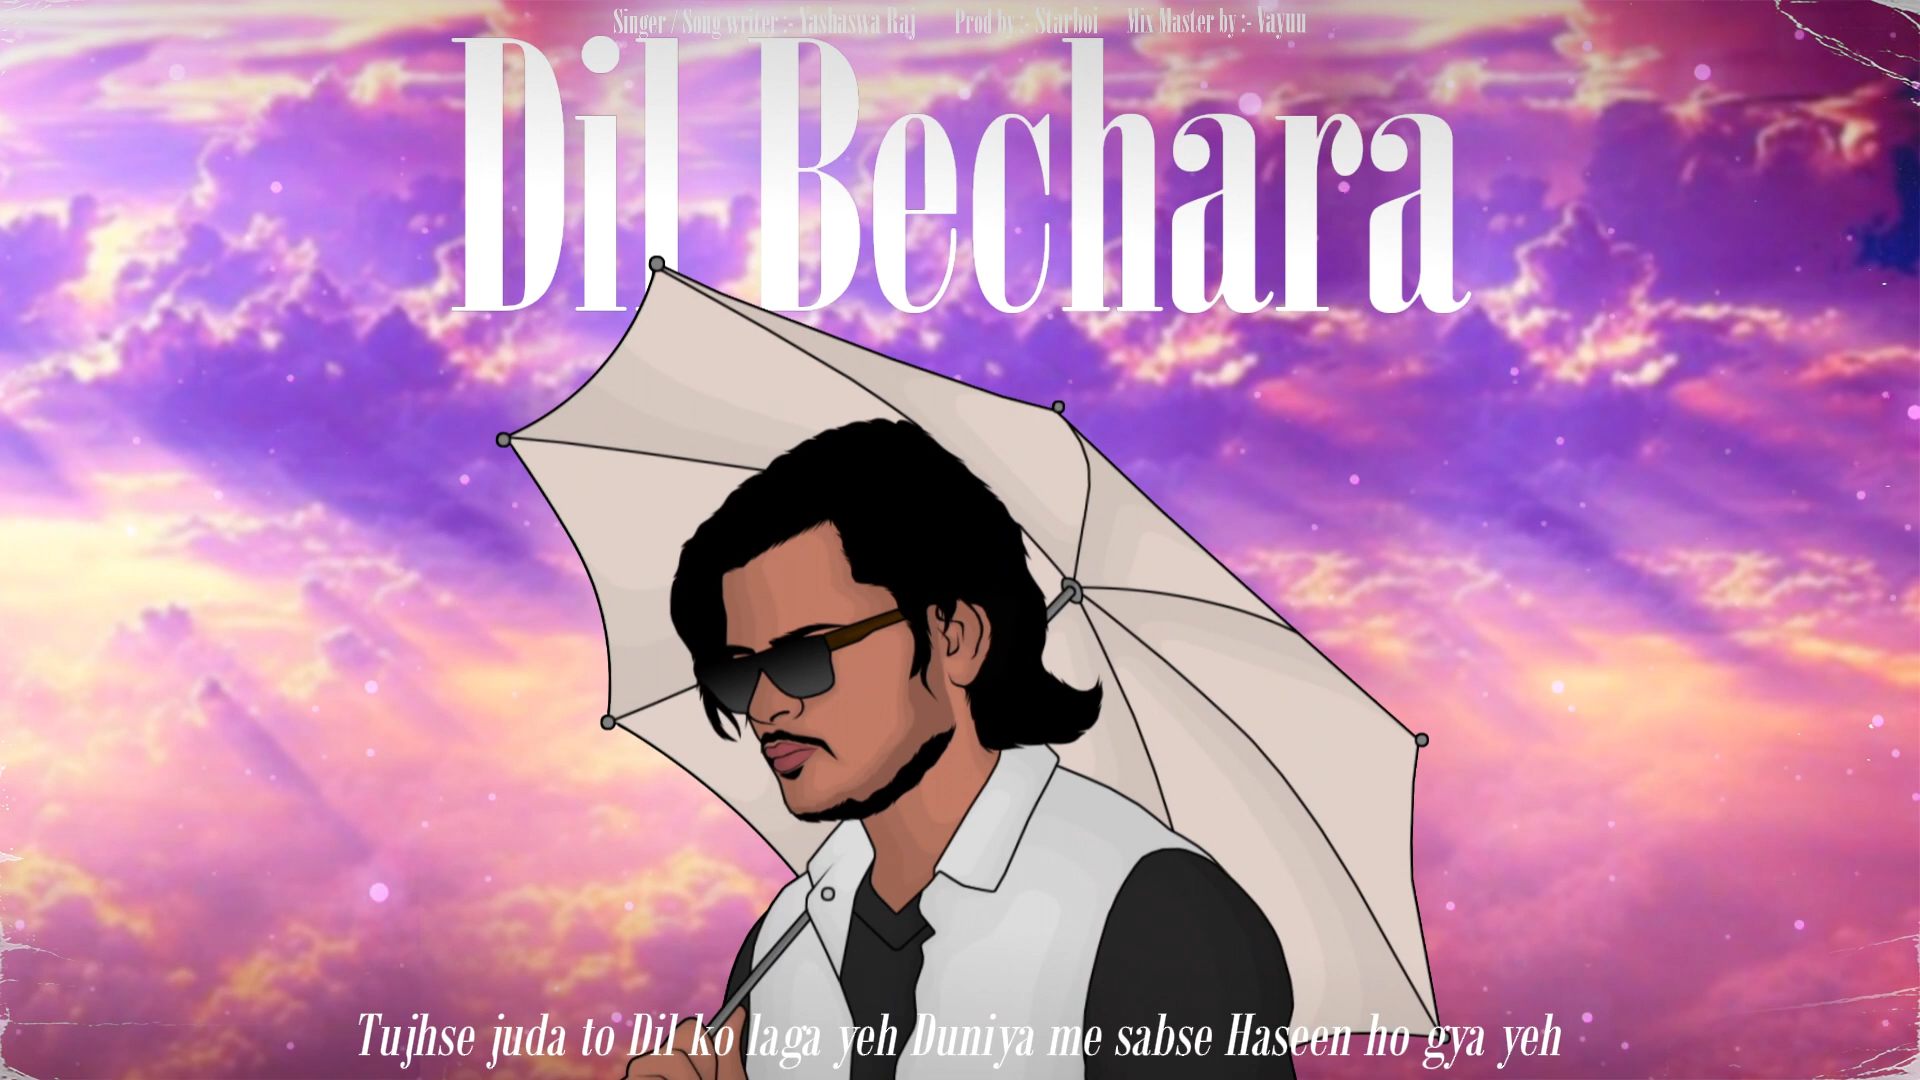 Singer / Song writer :- Yashaswa Raj Prod by :- Starboi Mix Master by :- Vayuu
Dil Bechara
Tujhse juda to Dil ko laga yeh Duniya me sabse Haseen ho gya yeh